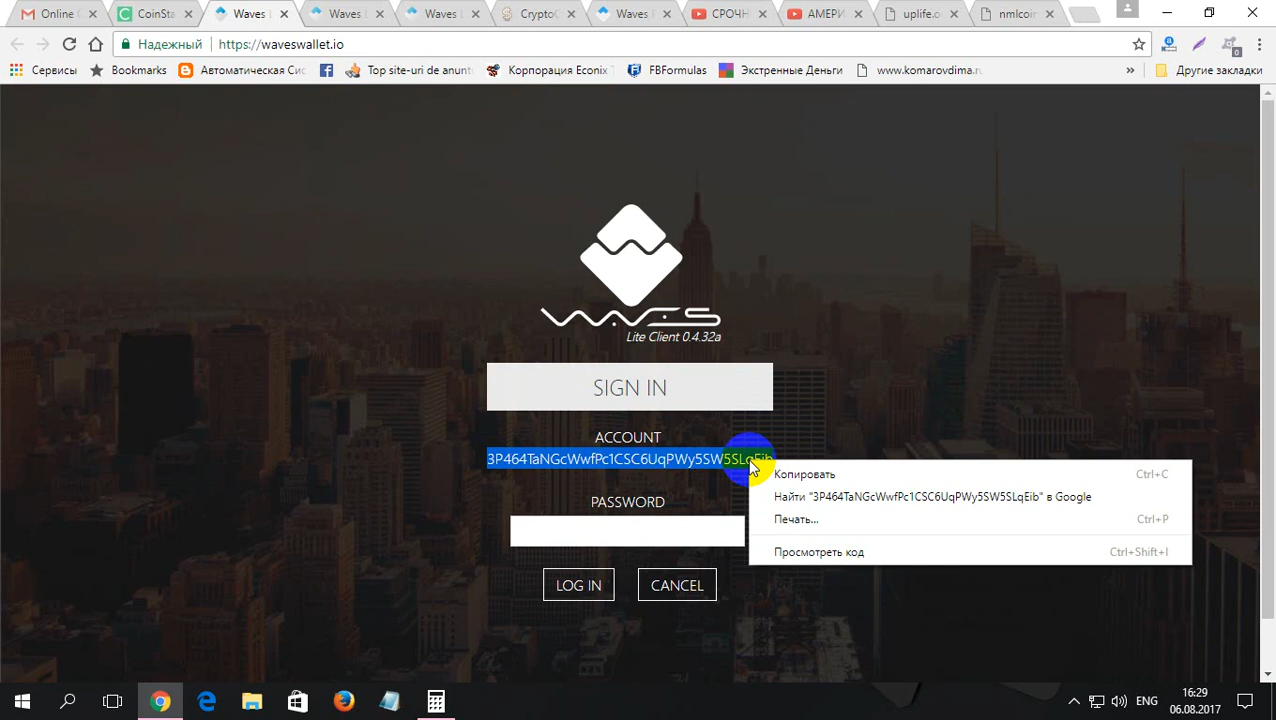 Online
CoinSta
Waves
Waves
Waves
CryptoC
Waves
СРОЧН
АМЕРИ
uplife.o
nmlcoin
Надежный
https://waveswallet.io
Сервисы
Bookmarks
Автоматическая Сис
Top site-uri de anunt
Корпорация Econix
FBFormulas
Экстренные Деньги
www.komarovdima.ru
»
Другие закладки
WAVES
Lite Client 0.4.32a
SIGN IN
ACCOUNT
3P464TaNGcWwfPc1CSC6UqPWy5SW5SLqEib
Копировать Ctrl+C
Найти "3P464TaNGcWwfPc1CSC6UqPWy5SW5SLqEib" в Google
PASSWORD
Печать... Ctrl+P
Просмотреть код Ctrl+Shift+I
LOG IN
CANCEL
ENG
16:29
06.08.2017